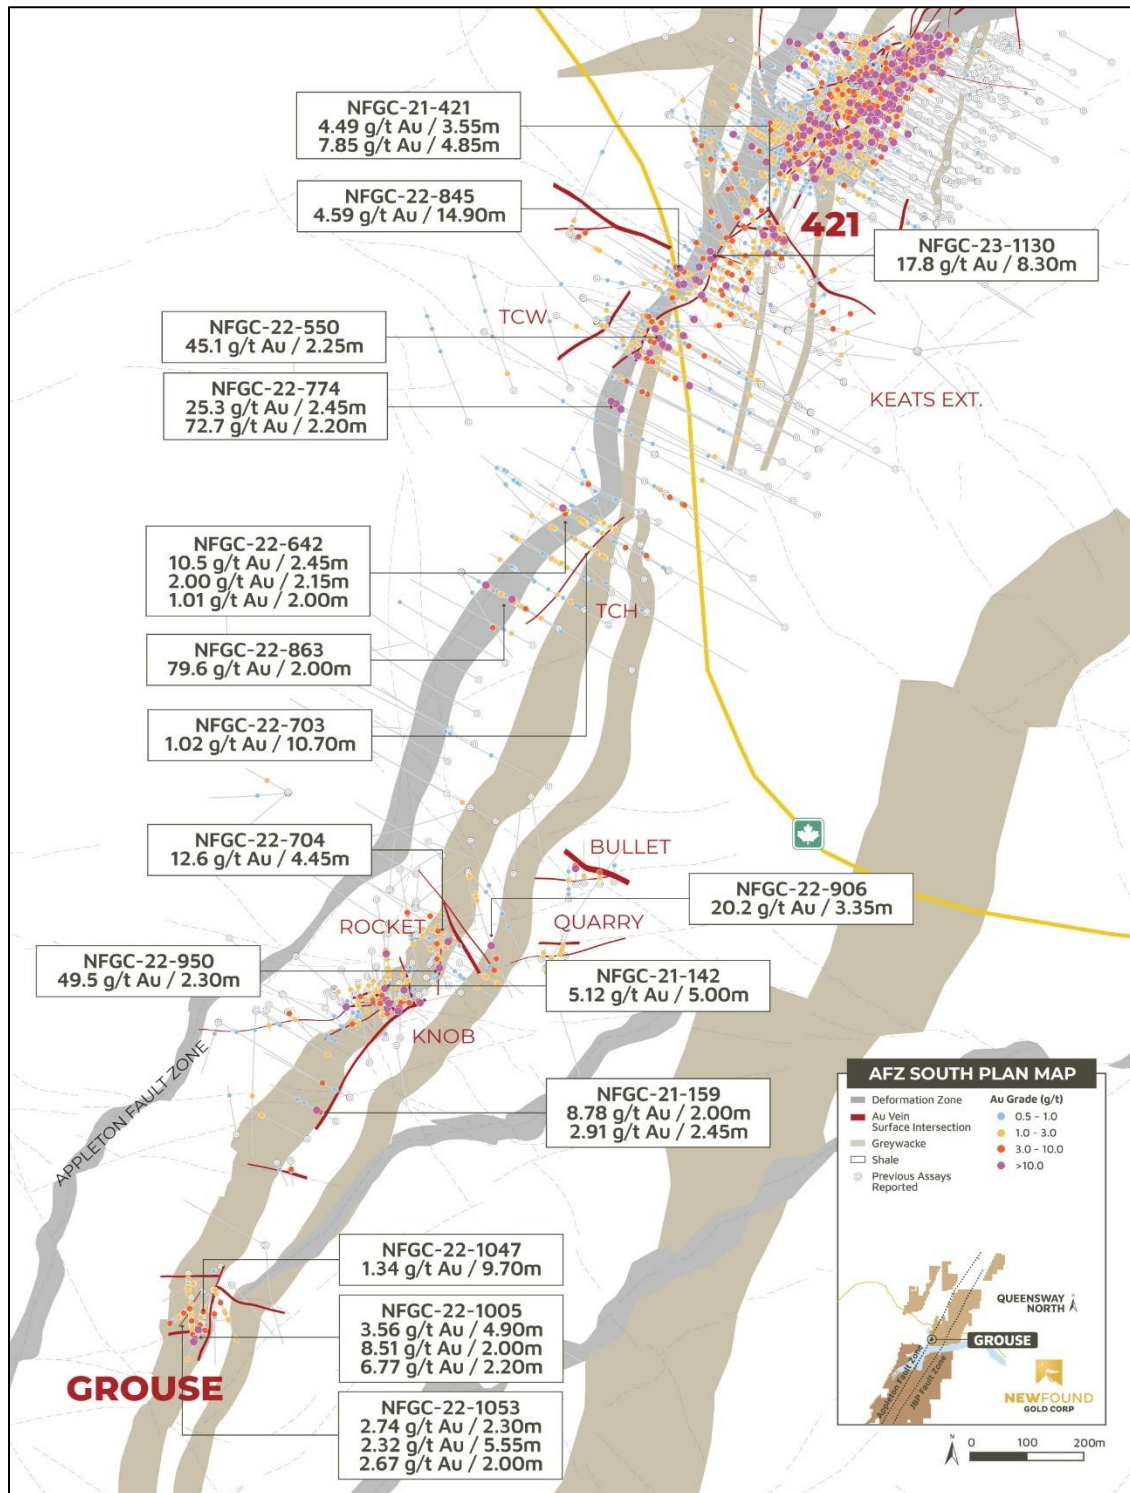 NFGC-21-421
4.49 g/t Au / 3.55m
7.85 g/t Au / 4.85m
NFGC-22-845
4.59 g/t Au / 14.90m
421
NFGC-23-1130
17.8 g/t Au / 8.30m
TCW
NFGC-22-550
45.1 g/t Au / 2.25m
NFGC-22-774
25.3 g/t Au / 2.45m
72.7 g/t Au / 2.20m
KEATS EXT.
NFGC-22-642
10.5 g/t Au / 2.45m
2.00 g/t Au / 2.15m
1.01 g/t Au / 2.00m
TCH
NFGC-22-863
79.6 g/t Au / 2.00m
NFGC-22-703
1.02 g/t Au / 10.70m
NFGC-22-704
12.6 g/t Au / 4.45m
BULLET
NFGC-22-906
20.2 g/t Au / 3.35m
ROCKET
QUARRY
NFGC-22-950
49.5 g/t Au / 2.30m
NFGC-21-142
5.12 g/t Au / 5.00m
KNOB
APPLETON FAULT ZONE
NFGC-21-159
8.78 g/t Au / 2.00m
2.91 g/t Au / 2.45m
NFGC-22-1047
1.34 g/t Au / 9.70m
NFGC-22-1005
3.56 g/t Au / 4.90m
8.51 g/t Au / 2.00m
6.77 g/t Au / 2.20m
GROUSE
NFGC-22-1053
2.74 g/t Au / 2.30m
2.32 g/t Au / 5.55m
2.67 g/t Au / 2.00m
AFZ SOUTH PLAN MAP
Deformation Zone
Au Vein
Surface Intersection
Greywacke
Shale
Previous Assays
Reported
Au Grade (g/t)
0.5 - 1.0
1.0 - 3.0
3.0 - 10.0
>10.0
QUEENSWAY
NORTH
N
GROUSE
Appleton Fault Zone
JBP Fault Zone
NEWFOUND
GOLD CORP
N
0 100 200m